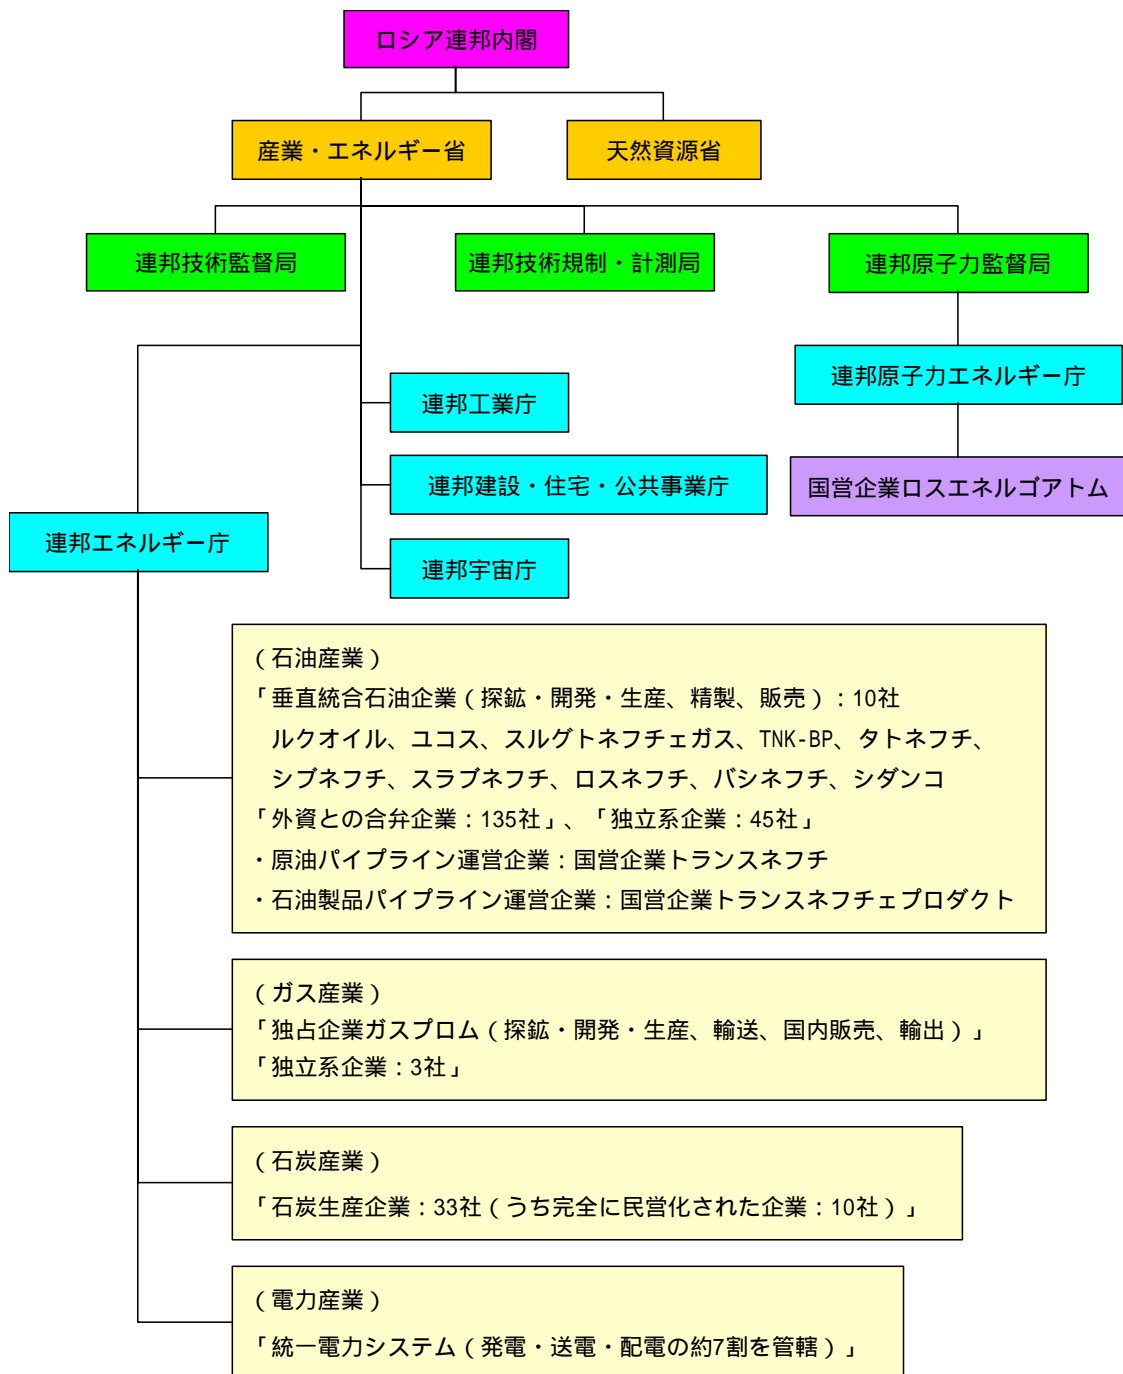 ロシア連邦内閣
産業・エネルギー省
天然資源省
連邦技術監督局
連邦技術規制・計測局
連邦原子力監督局
連邦原子力エネルギー庁
連邦工業庁
連邦建設・住宅・公共事業庁
国営企業ロスエネルゴアトム
連邦エネルギー庁
連邦宇宙庁
(石油産業)
「垂直統合石油企業(探鉱・開発・生産、精製、販売):10社
ルクオイル、ユコス、スルグトネフチェガス、TNK-BP、タトネフチ、
シブネフチ、スラブネフチ、ロスネフチ、バシネフチ、シダンコ
「外資との合弁企業:135社」、「独立系企業:45社」
・原油パイプライン運営企業:国営企業トランスネフチ
・石油製品パイプライン運営企業:国営企業トランスネフチェプロダクト
(ガス産業)
「独占企業ガスプロム(探鉱・開発・生産、輸送、国内販売、輸出)」
「独立系企業:3社」
(石炭産業)
「石炭生産企業:33社(うち完全に民営化された企業:10社)」
(電力産業)
「統一電力システム(発電・送電・配電の約7割を管轄)」